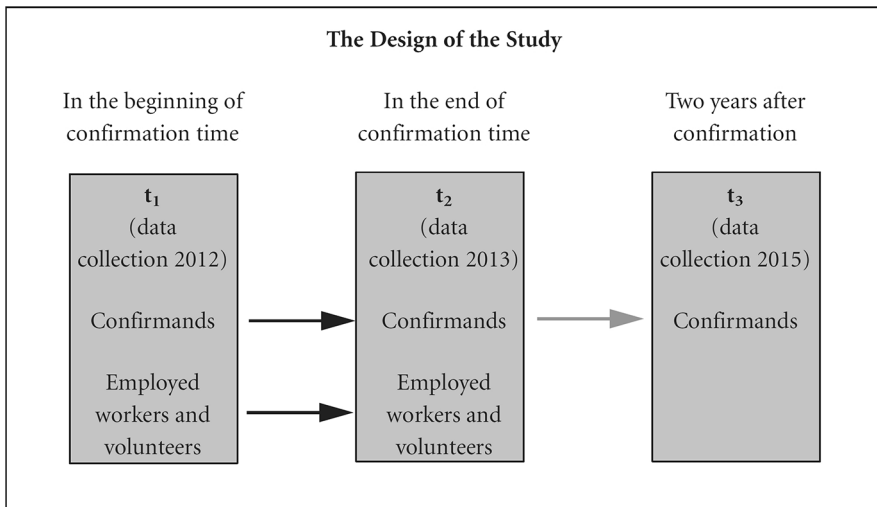 The Design of the Study
In the beginning of
confirmation time
In the end of
confirmation time
Two years after
confirmation
t₁
(data
collection 2012)
Confirmands
Employed
workers and
volunteers
t₂
(data
collection 2013)
Confirmands
Employed
workers and
volunteers
t₃
(data
collection 2015)
Confirmands